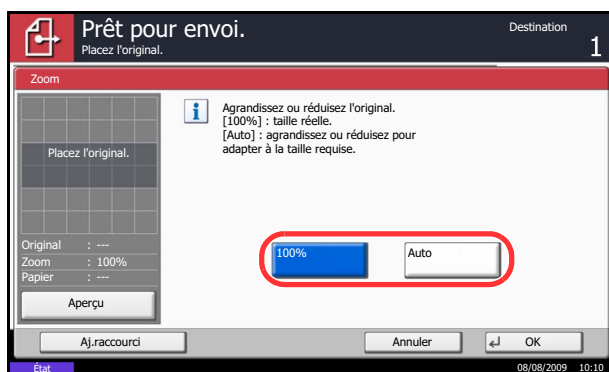 Prêt pour envoi.
Placez l'original.
Destination
1
Zoom
Placez l'original.
Agrandissez ou réduisez l'original.
[100%] : taille réelle.
[Auto] : agrandissez ou réduisez pour
adapter à la taille requise.
Original : ---
Zoom : 100%
Papier : ---
100%
Auto
Aperçu
Aj.raccourci
Annuler
OK
État
08/08/2009 10:10